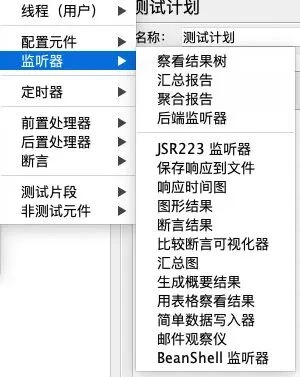 线程（用户）
配置元件
监听器
定时器
前置处理器
后置处理器
断言
测试片段
非测试元件
测试计划
名称： 测试计划
察看结果树
汇总报告
聚合报告
后端监听器
JSR223 监听器
保存响应到文件
响应时间图
图形结果
断言结果
比较断言可视化器
汇总图
生成概要结果
用表格察看结果
简单数据写入器
邮件观察仪
BeanShell 监听器